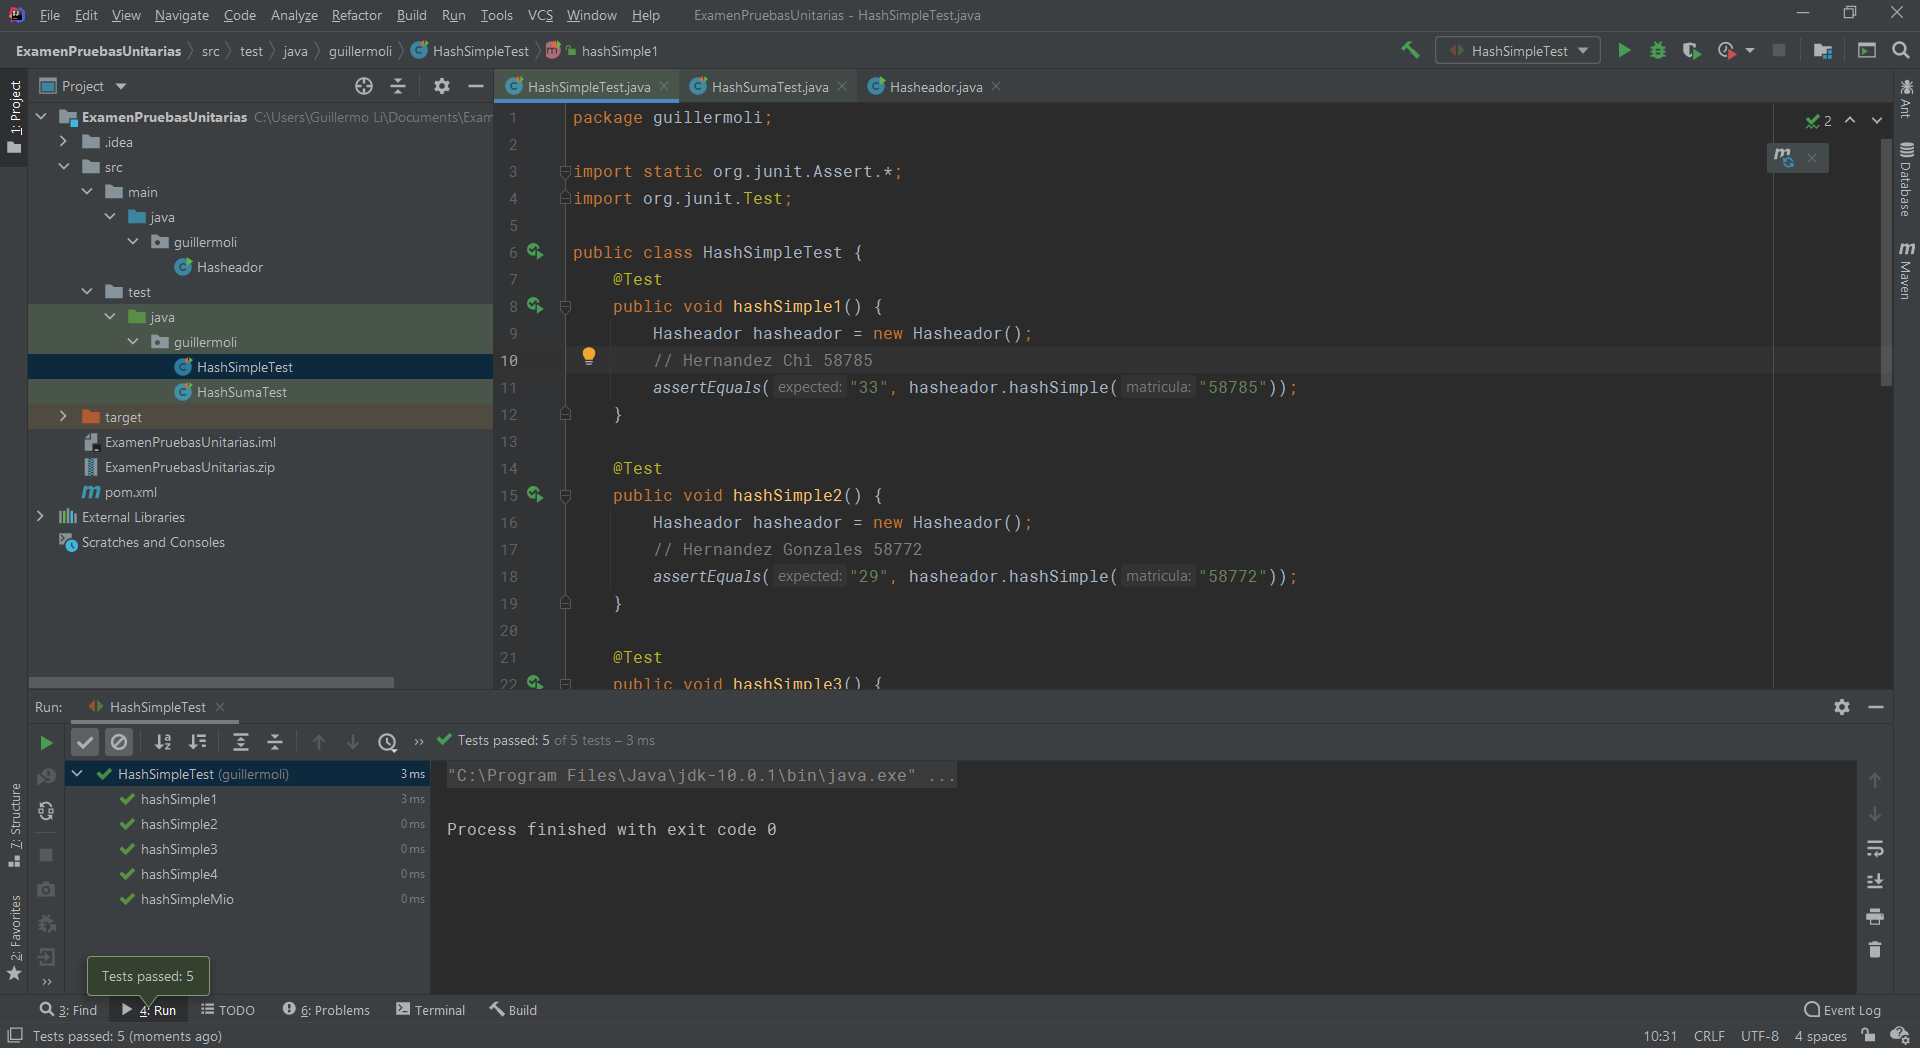 File Edit View Navigate Code Analyze Refactor Build Run Tools VCS Window Help ExamenPruebasUnitarias - HashSimpleTest.java
ExamenPruebasUnitarias src test java guillermoli HashSimpleTest hashSimple1 HashSimpleTest
1: Project
Project
HashSimpleTest.java HashSumaTest.java Hasheador.java
ExamenPruebasUnitarias C:\Users\Guillermo Li\Documents\Exam
.idea
src
main
java
guillermoli
Hasheador
test
java
guillermoli
HashSimpleTest
HashSumaTest
target
ExamenPruebasUnitarias.iml
ExamenPruebasUnitarias.zip
pom.xml
External Libraries
Scratches and Consoles
1 package guillermoli;
2
3 import static org.junit.Assert.*;
4 import org.junit.Test;
5
6 public class HashSimpleTest {
7 @Test
8 public void hashSimple1() {
9 Hasheador hasheador = new Hasheador();
10 // Hernandez Chi 58785
11 assertEquals( expected: "33", hasheador.hashSimple( matricula: "58785"));
12 }
13
14 @Test
15 public void hashSimple2() {
16 Hasheador hasheador = new Hasheador();
17 // Hernandez Gonzales 58772
18 assertEquals( expected: "29", hasheador.hashSimple( matricula: "58772"));
19 }
20
21 @Test
22 public void hashSimple3() {
2
Ant
Database
Maven
Run: HashSimpleTest
Tests passed: 5 of 5 tests – 3 ms
HashSimpleTest (guillermoli) 3 ms
hashSimple1 3 ms
hashSimple2 0 ms
hashSimple3 0 ms
hashSimple4 0 ms
hashSimpleMio 0 ms
"C:\Program Files\Java\jdk-10.0.1\bin\java.exe" ...
Process finished with exit code 0
7: Structure
2: Favorites
Tests passed: 5
3: Find 4: Run TODO 6: Problems Terminal Build Event Log
Tests passed: 5 (moments ago) 10:31 CRLF UTF-8 4 spaces